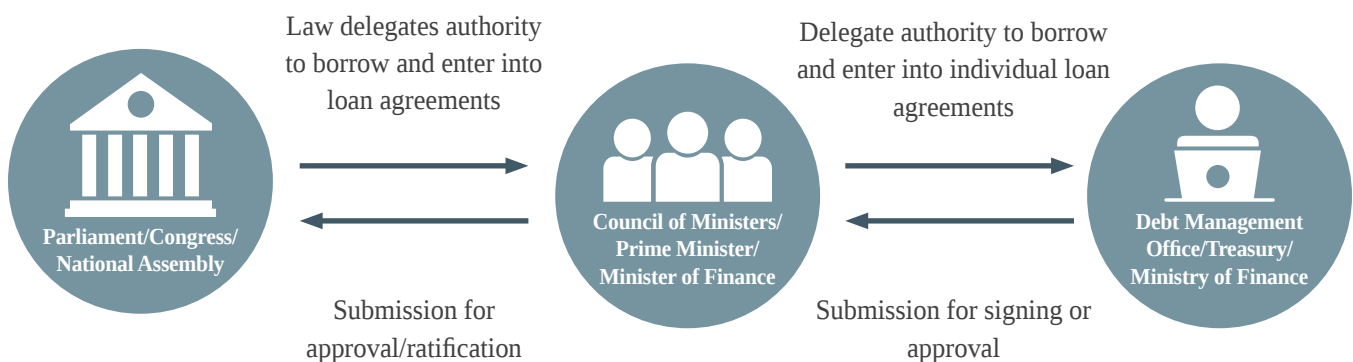 Law delegates authority
to borrow and enter into
loan agreements
Delegate authority to borrow
and enter into individual loan
agreements
Parliament/Congress/
National Assembly
Council of Ministers/
Prime Minister/
Minister of Finance
Debt Management
Office/Treasury/
Ministry of Finance
Submission for
approval/ratification
Submission for signing or
approval